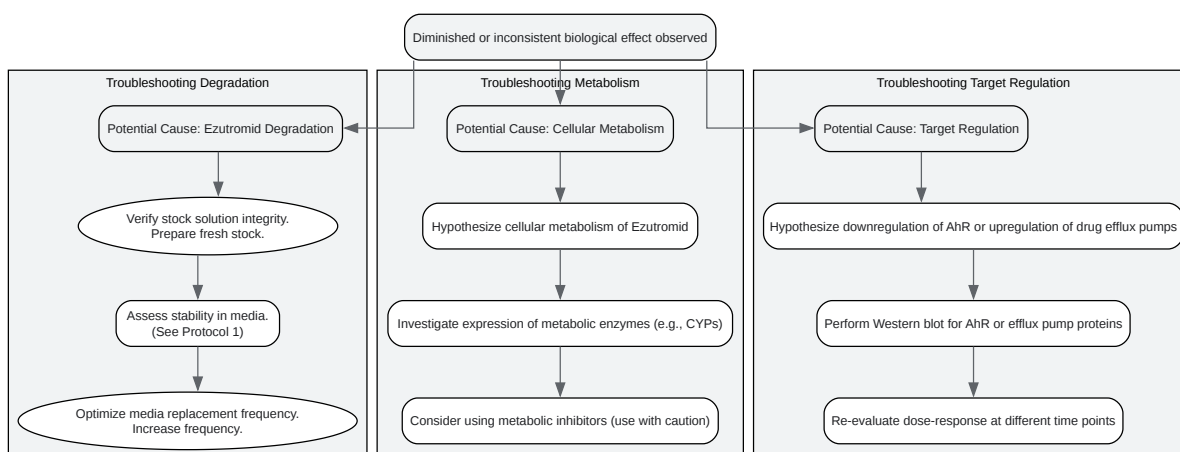 Diminished or inconsistent biological effect observed
Troubleshooting Degradation
Potential Cause: Ezutromid Degradation
Verify stock solution integrity.
Prepare fresh stock.
Assess stability in media.
(See Protocol 1)
Optimize media replacement frequency.
Increase frequency.
Troubleshooting Metabolism
Potential Cause: Cellular Metabolism
Hypothesize cellular metabolism of Ezutromid
Investigate expression of metabolic enzymes (e.g., CYPs)
Consider using metabolic inhibitors (use with caution)
Troubleshooting Target Regulation
Potential Cause: Target Regulation
Hypothesize downregulation of AhR or upregulation of drug efflux pumps
Perform Western blot for AhR or efflux pump proteins
Re-evaluate dose-response at different time points